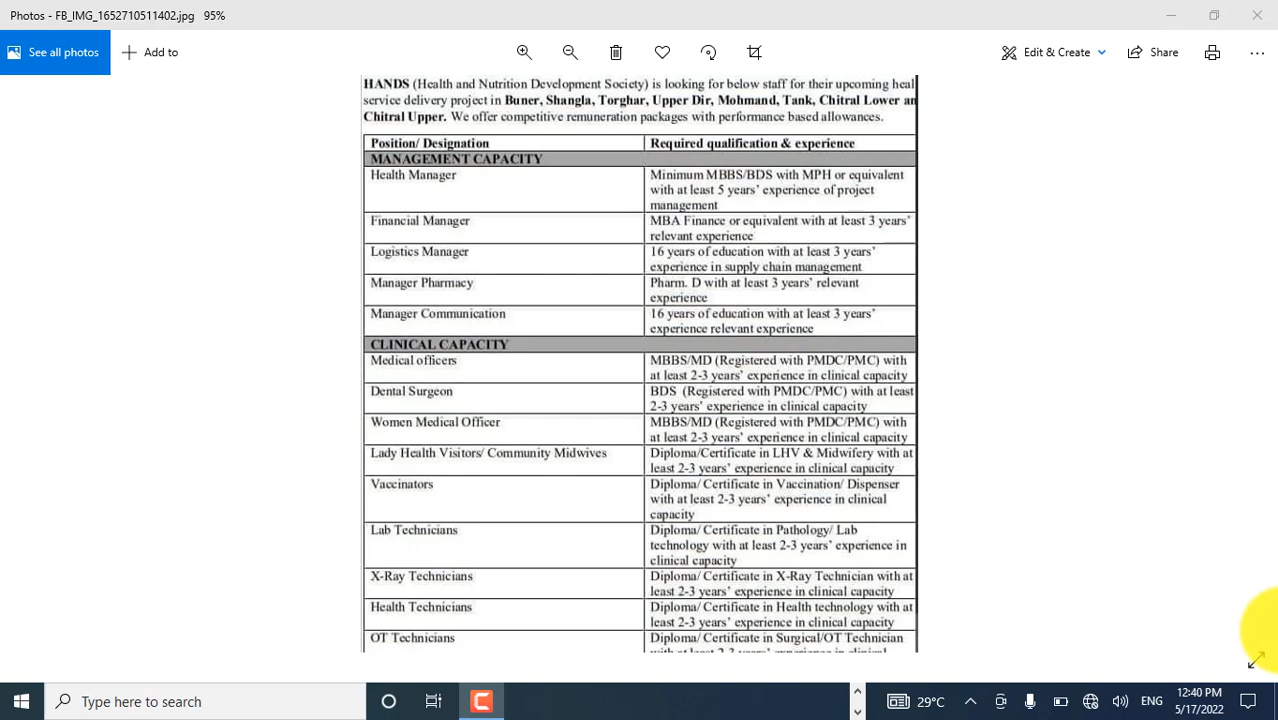 Photos - FB_IMG_1652710511402.jpg 95%
See all photos
Add to
Edit & Create
Share
HANDS (Health and Nutrition Development Society) is looking for below staff for their upcoming heal
service delivery project in Buner, Shangla, Torghar, Upper Dir, Mohmand, Tank, Chitral Lower an
Chitral Upper. We offer competitive remuneration packages with performance based allowances.
Position/ Designation
Required qualification & experience
MANAGEMENT CAPACITY
Health Manager
Minimum MBBS/BDS with MPH or equivalent
with at least 5 years' experience of project
management
Financial Manager
MBA Finance or equivalent with at least 3 years'
relevant experience
Logistics Manager
16 years of education with at least 3 years'
experience in supply chain management
Manager Pharmacy
Pharm. D with at least 3 years' relevant
experience
Manager Communication
16 years of education with at least 3 years'
experience relevant experience
CLINICAL CAPACITY
Medical officers
MBBS/MD (Registered with PMDC/PMC) with
at least 2-3 years' experience in clinical capacity
Dental Surgeon
BDS (Registered with PMDC/PMC) with at least
2-3 years' experience in clinical capacity
Women Medical Officer
MBBS/MD (Registered with PMDC/PMC) with
at least 2-3 years' experience in clinical capacity
Lady Health Visitors/ Community Midwives
Diploma/Certificate in LHV & Midwifery with at
least 2-3 years' experience in clinical capacity
Vaccinators
Diploma/ Certificate in Vaccination/ Dispenser
with at least 2-3 years' experience in clinical
capacity
Lab Technicians
Diploma/ Certificate in Pathology/ Lab
technology with at least 2-3 years' experience in
clinical capacity
X-Ray Technicians
Diploma/ Certificate in X-Ray Technician with at
least 2-3 years' experience in clinical capacity
Health Technicians
Diploma/ Certificate in Health technology with at
least 2-3 years' experience in clinical capacity
OT Technicians
Diploma/ Certificate in Surgical/OT Technician
with at least 2-3 years' experience in clinical
Type here to search
29°C
ENG
12:40 PM
5/17/2022